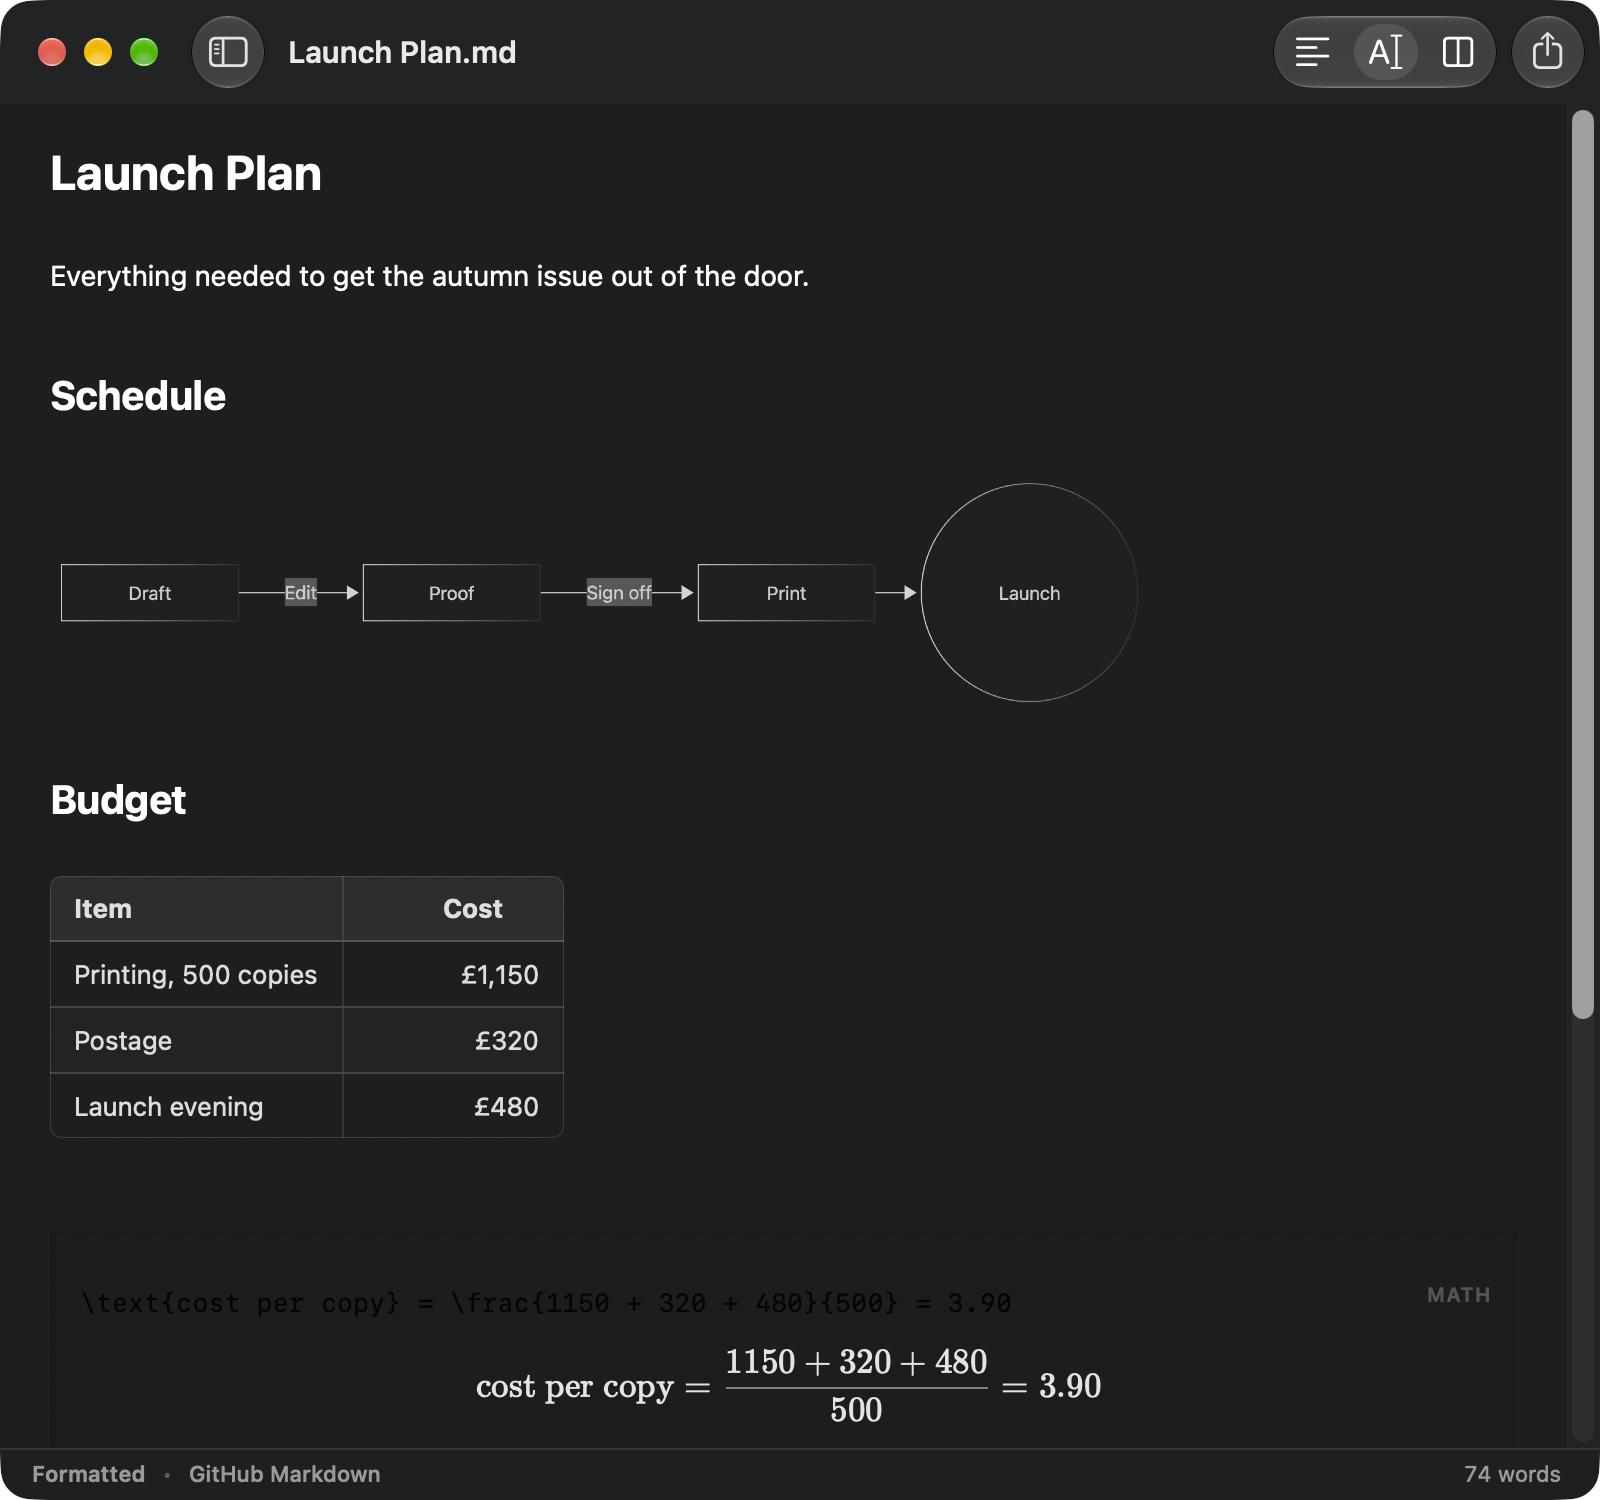 Launch Plan.md
Launch Plan
Everything needed to get the autumn issue out of the door.
Schedule
Draft
Edit
Proof
Sign off
Print
Launch
Budget
Item Cost
Printing, 500 copies £1,150
Postage £320
Launch evening £480
MATH
\text{cost per copy} = \frac{1150 + 320 + 480}{500} = 3.90
cost per copy = 1150 + 320 + 480 / 500 = 3.90
Formatted • GitHub Markdown
74 words